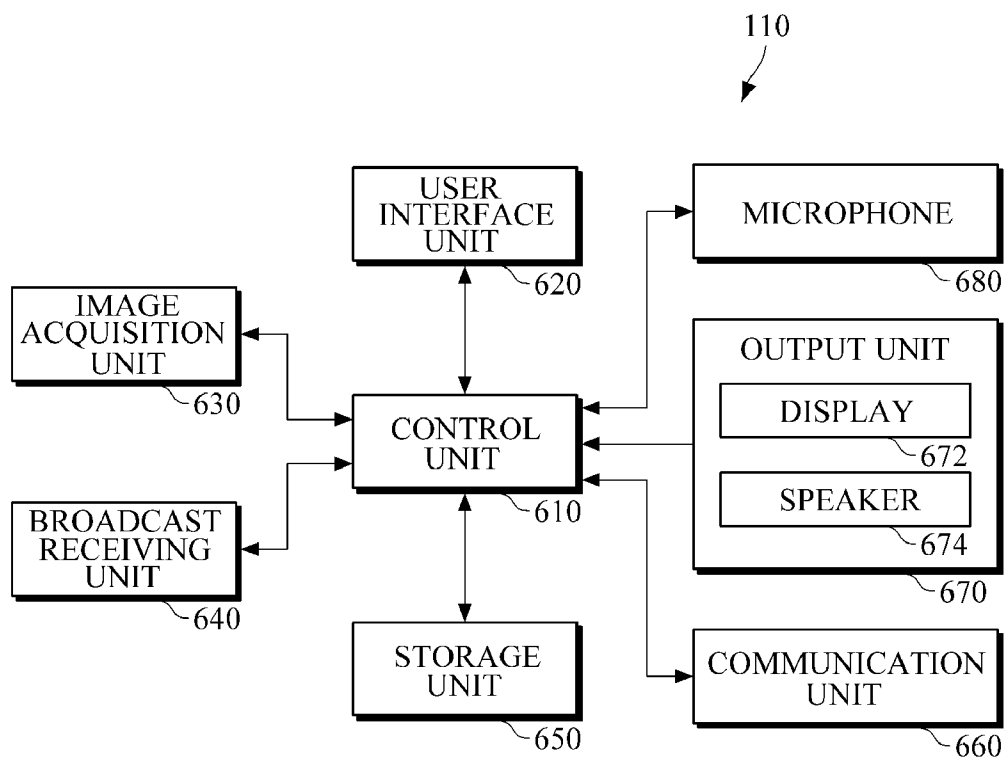 110
USER
INTERFACE
UNIT
620
MICROPHONE
680
IMAGE
ACQUISITION
UNIT
630
OUTPUT UNIT
DISPLAY
672
SPEAKER
674
670
CONTROL
UNIT
610
BROADCAST
RECEIVING
UNIT
640
STORAGE
UNIT
650
COMMUNICATION
UNIT
660